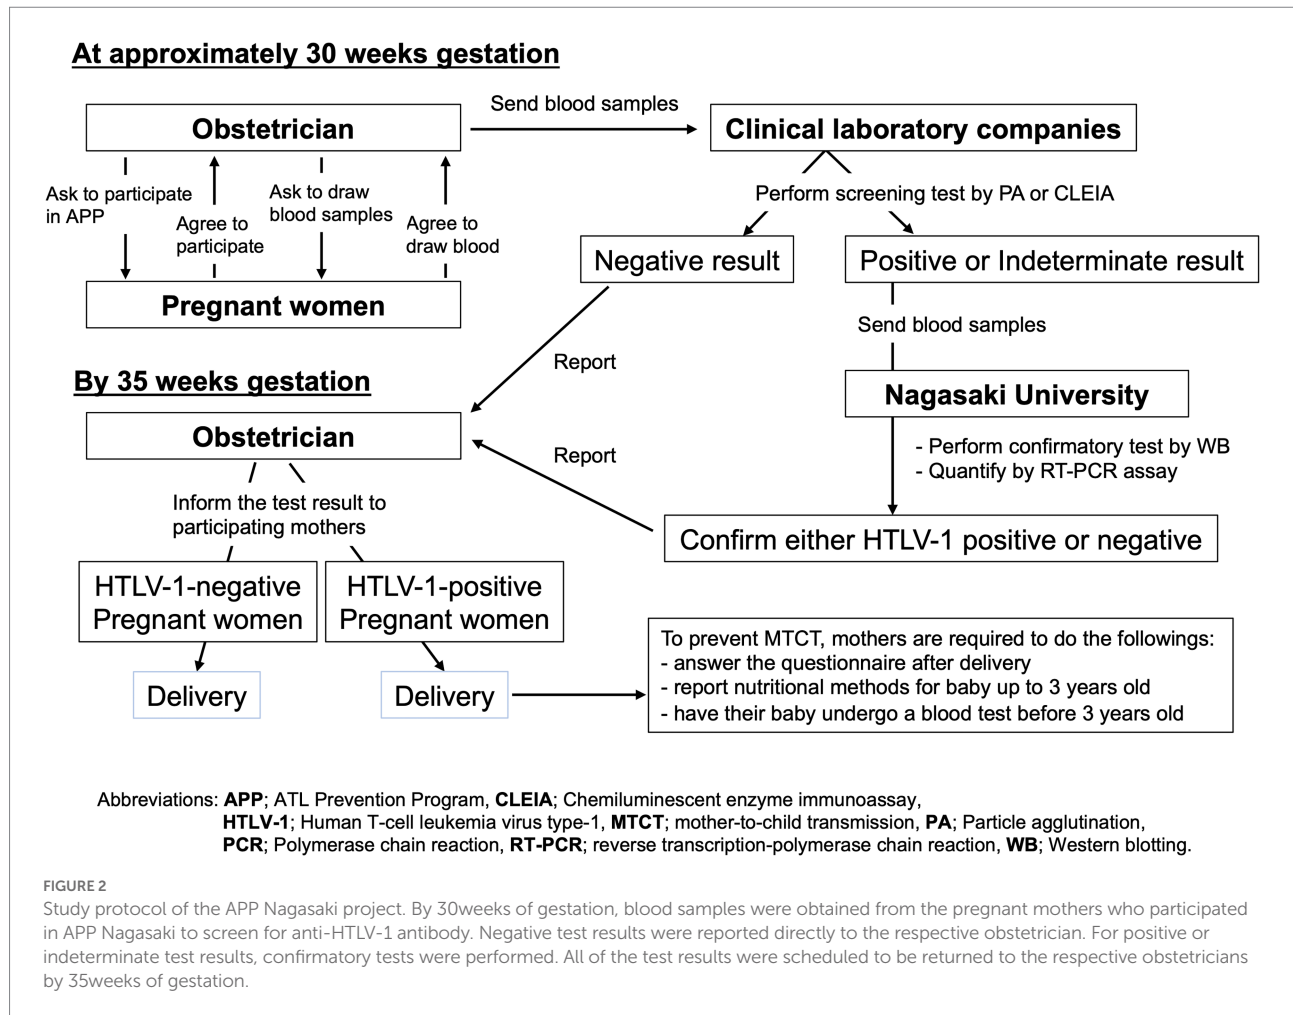 At approximately 30 weeks gestation
Obstetrician
Send blood samples
Clinical laboratory companies
Ask to participate
in APP
Agree to
participate
Ask to draw
blood samples
Agree to
draw blood
Pregnant women
Perform screening test by PA or CLEIA
Negative result
Positive or Indeterminate result
Send blood samples
Nagasaki University
- Perform confirmatory test by WB
- Quantify by RT-PCR assay
Confirm either HTLV-1 positive or negative
Report
Report
By 35 weeks gestation
Obstetrician
Inform the test result to
participating mothers
HTLV-1-negative
Pregnant women
HTLV-1-positive
Pregnant women
Delivery
Delivery
To prevent MTCT, mothers are required to do the followings:
- answer the questionnaire after delivery
- report nutritional methods for baby up to 3 years old
- have their baby undergo a blood test before 3 years old
Abbreviations: APP; ATL Prevention Program, CLEIA; Chemiluminescent enzyme immunoassay,
HTLV-1; Human T-cell leukemia virus type-1, MTCT; mother-to-child transmission, PA; Particle agglutination,
PCR; Polymerase chain reaction, RT-PCR; reverse transcription-polymerase chain reaction, WB; Western blotting.
FIGURE 2
Study protocol of the APP Nagasaki project. By 30weeks of gestation, blood samples were obtained from the pregnant mothers who participated
in APP Nagasaki to screen for anti-HTLV-1 antibody. Negative test results were reported directly to the respective obstetrician. For positive or
indeterminate test results, confirmatory tests were performed. All of the test results were scheduled to be returned to the respective obstetricians
by 35weeks of gestation.